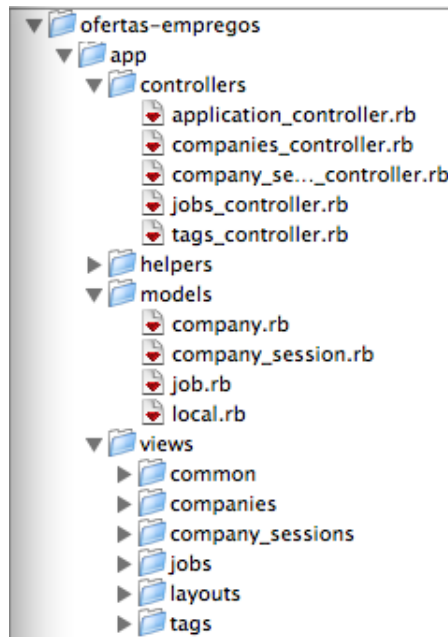 ofertas-empregos
app
controllers
application_controller.rb
companies_controller.rb
company_se..._controller.rb
jobs_controller.rb
tags_controller.rb
helpers
models
company.rb
company_session.rb
job.rb
local.rb
views
common
companies
company_sessions
jobs
layouts
tags